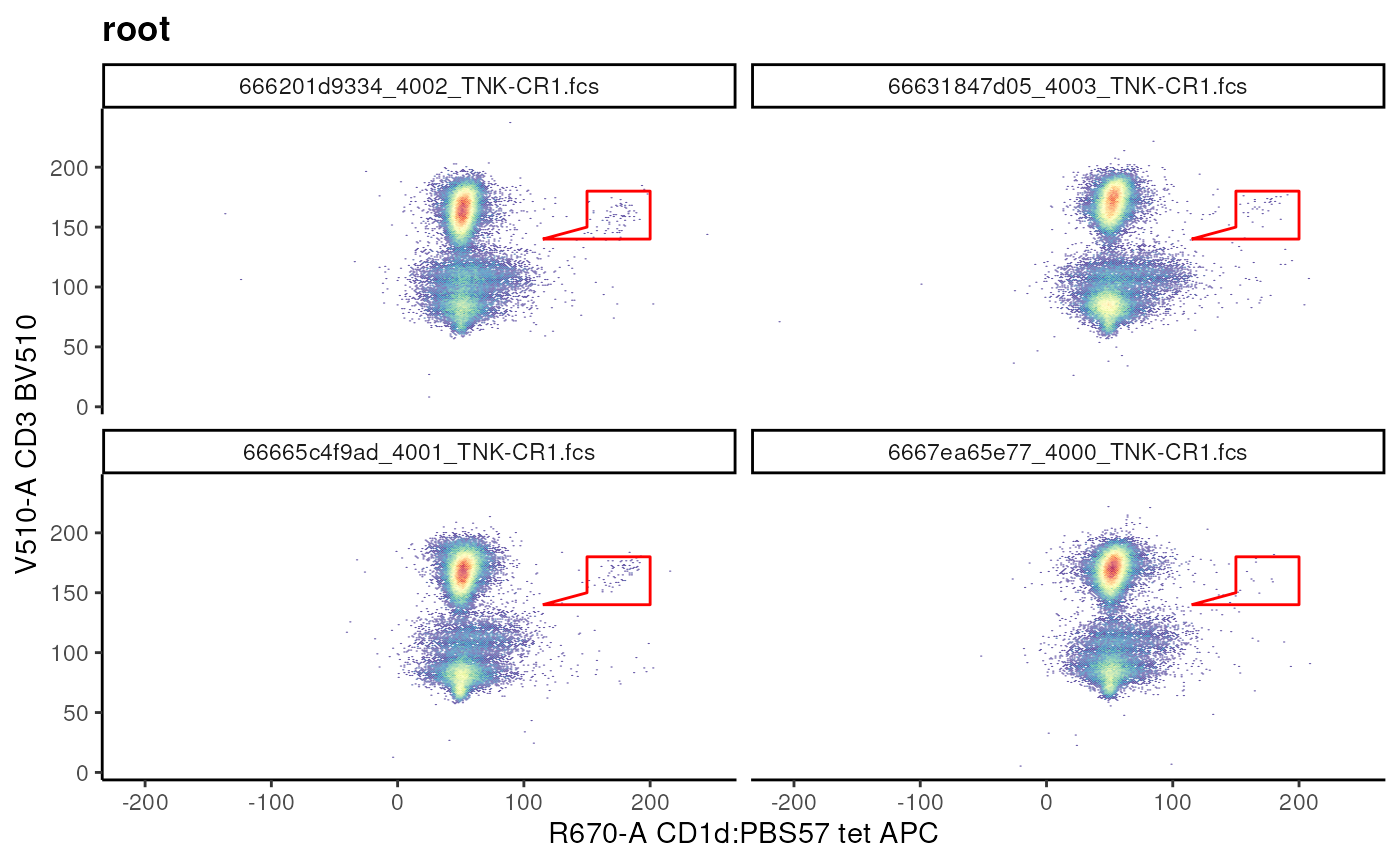 root
666201d9334_4002_TNK-CR1.fcs
66631847d05_4003_TNK-CR1.fcs
200
150
100
50
0
V510-A CD3 BV510
66665c4f9ad_4001_TNK-CR1.fcs
6667ea65e77_4000_TNK-CR1.fcs
200
150
100
50
0
-200 -100 0 100 200
-200 -100 0 100 200
R670-A CD1d:PBS57 tet APC